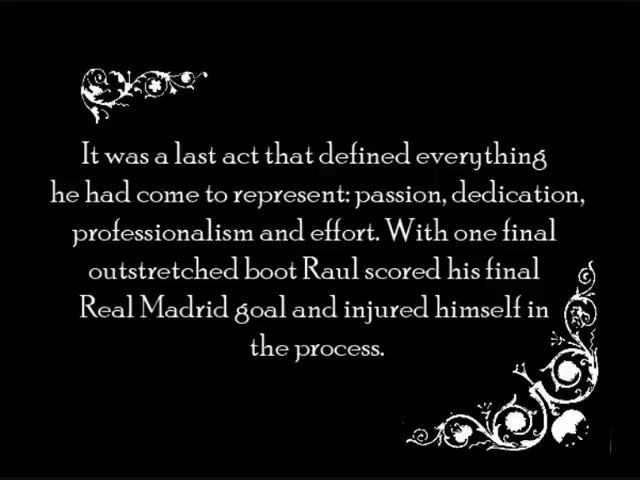 It was a last act that defined everything
he had come to represent: passion, dedication,
professionalism and effort. With one final
outstretched boot Raul scored his final
Real Madrid goal and injured himself in
the process.